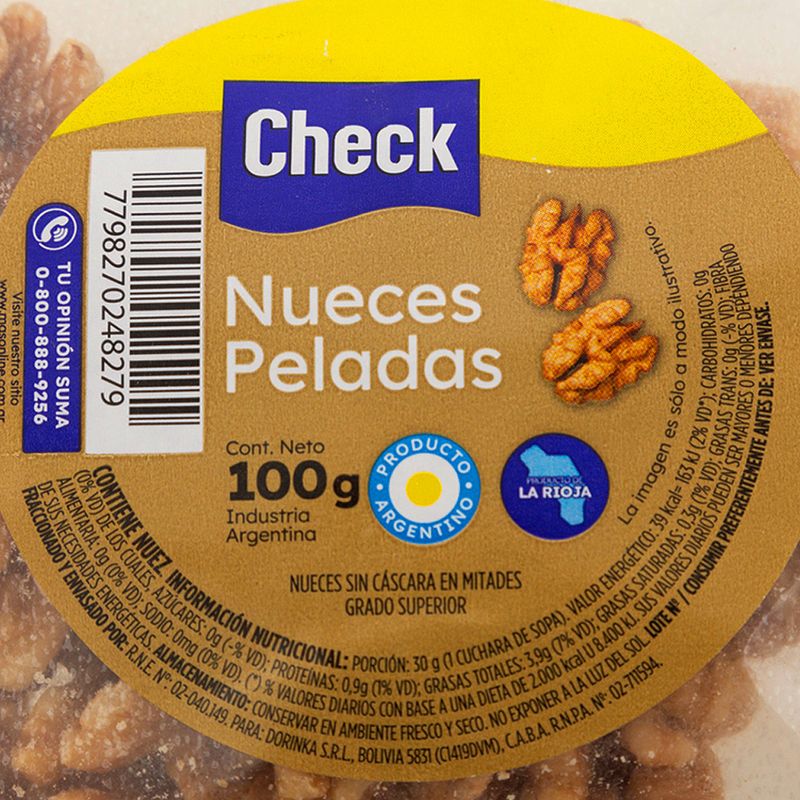 Check
7798270248279
TU OPINIÓN SUMA
0-800-888-9256
Visite nuestro sitio
www.masonline.com.ar
Nueces
Peladas
Cont. Neto
100g
Industria
Argentina
PRODUCTO
ARGENTINO
PRODUCTO DE
LA RIOJA
La imagen es sólo a modo ilustrativo.
NUECES SIN CÁSCARA EN MITADES
GRADO SUPERIOR
CONTIENE NUEZ. INFORMACIÓN NUTRICIONAL: PORCIÓN: 30 g (1 CUCHARA DE SOPA). VALOR ENERGÉTICO: 39 kcal= 163 kJ (2% VD*); CARBOHIDRATOS: 0g
(0% VD) DE LOS CUALES: AZÚCARES: 0g (-% VD); PROTEÍNAS: 0,9g (1% VD); GRASAS TOTALES: 3,9g (7% VD); GRASAS SATURADAS: 0,3g (1% VD); GRASAS TRANS: 0g (-% VD); FIBRA
ALIMENTARIA: 0g (0% VD), SODIO: 0mg (0% VD). (*) % VALORES DIARIOS CON BASE A UNA DIETA DE 2.000 kcal U 8.400 kJ. SUS VALORES DIARIOS PUEDEN SER MAYORES O MENORES DEPENDIENDO
DE SUS NECESIDADES ENERGÉTICAS. ALMACENAMIENTO: CONSERVAR EN AMBIENTE FRESCO Y SECO. NO EXPONER A LA LUZ DEL SOL. LOTE Nº / CONSUMIR PREFERENTEMENTE ANTES DE: VER ENVASE.
FRACCIONADO Y ENVASADO POR: R.N.E. Nº: 02-040.149, PARA: DORINKA S.R.L., BOLIVIA 5831 (C1419DVM), C.A.B.A. R.N.P.A. Nº: 02-711594.